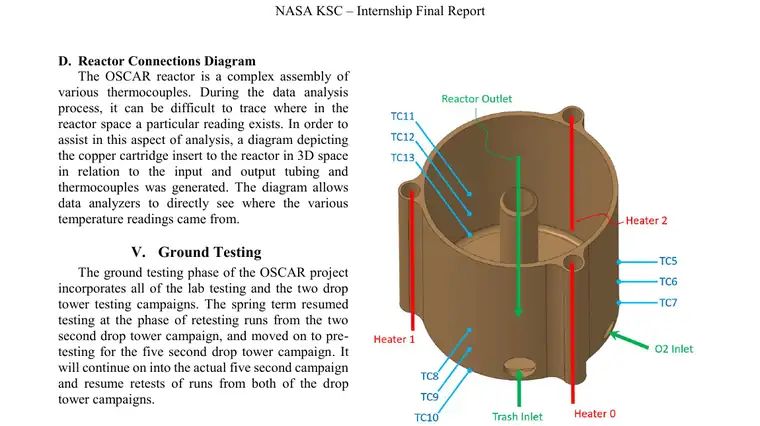 NASA KSC – Internship Final Report
D. Reactor Connections Diagram
The OSCAR reactor is a complex assembly of
various thermocouples. During the data analysis
process, it can be difficult to trace where in the
reactor space a particular reading exists. In order to
assist in this aspect of analysis, a diagram depicting
the copper cartridge insert to the reactor in 3D space
in relation to the input and output tubing and
thermocouples was generated. The diagram allows
data analyzers to directly see where the various
temperature readings came from.
V. Ground Testing
The ground testing phase of the OSCAR project
incorporates all of the lab testing and the two drop
tower testing campaigns. The spring term resumed
testing at the phase of retesting runs from the two
second drop tower campaign, and moved on to pre-
testing for the five second drop tower campaign. It
will continue on into the actual five second campaign
and resume retests of runs from both of the drop
tower campaigns.
Reactor Outlet
TC11
TC12
TC13
Heater 2
TC5
TC6
TC7
Heater 1
O2 Inlet
TC8
TC9
TC10
Trash Inlet
Heater 0